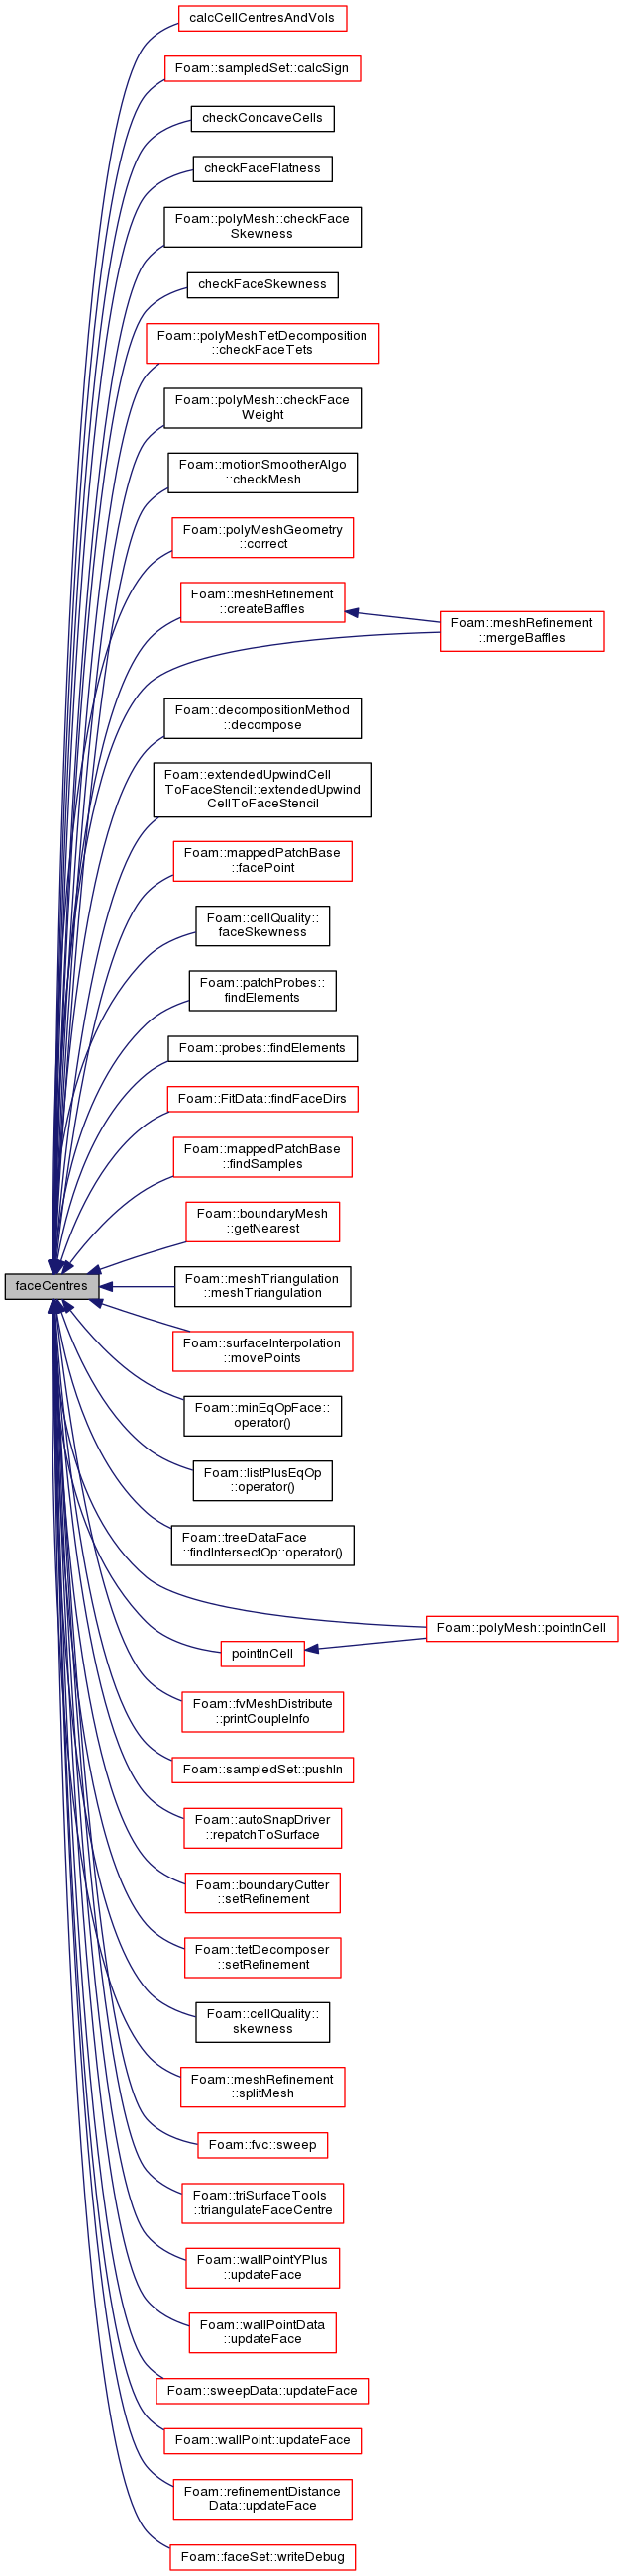 calcCellCentresAndVols
Foam::sampledSet::calcSign
checkConcaveCells
checkFaceFlatness
Foam::polyMesh::checkFace
Skewness
checkFaceSkewness
Foam::polyMeshTetDecomposition
::checkFaceTets
Foam::polyMesh::checkFace
Weight
Foam::motionSmootherAlgo
::checkMesh
Foam::polyMeshGeometry
::correct
Foam::meshRefinement
::createBaffles
Foam::meshRefinement
::mergeBaffles
Foam::decompositionMethod
::decompose
Foam::extendedUpwindCell
ToFaceStencil::extendedUpwind
CellToFaceStencil
Foam::mappedPatchBase
::facePoint
Foam::cellQuality::
faceSkewness
Foam::patchProbes::
findElements
Foam::probes::findElements
Foam::FitData::findFaceDirs
Foam::mappedPatchBase
::findSamples
Foam::boundaryMesh
::getNearest
faceCentres
Foam::meshTriangulation
::meshTriangulation
Foam::surfaceInterpolation
::movePoints
Foam::minEqOpFace::
operator()
Foam::listPlusEqOp
::operator()
Foam::treeDataFace
::findIntersectOp::operator()
Foam::polyMesh::pointInCell
pointInCell
Foam::fvMeshDistribute
::printCoupleInfo
Foam::sampledSet::pushIn
Foam::autoSnapDriver
::repatchToSurface
Foam::boundaryCutter
::setRefinement
Foam::tetDecomposer
::setRefinement
Foam::cellQuality::
skewness
Foam::meshRefinement
::splitMesh
Foam::fvc::sweep
Foam::triSurfaceTools
::triangulateFaceCentre
Foam::wallPointYPlus
::updateFace
Foam::wallPointData
::updateFace
Foam::sweepData::updateFace
Foam::wallPoint::updateFace
Foam::refinementDistance
Data::updateFace
Foam::faceSet::writeDebug